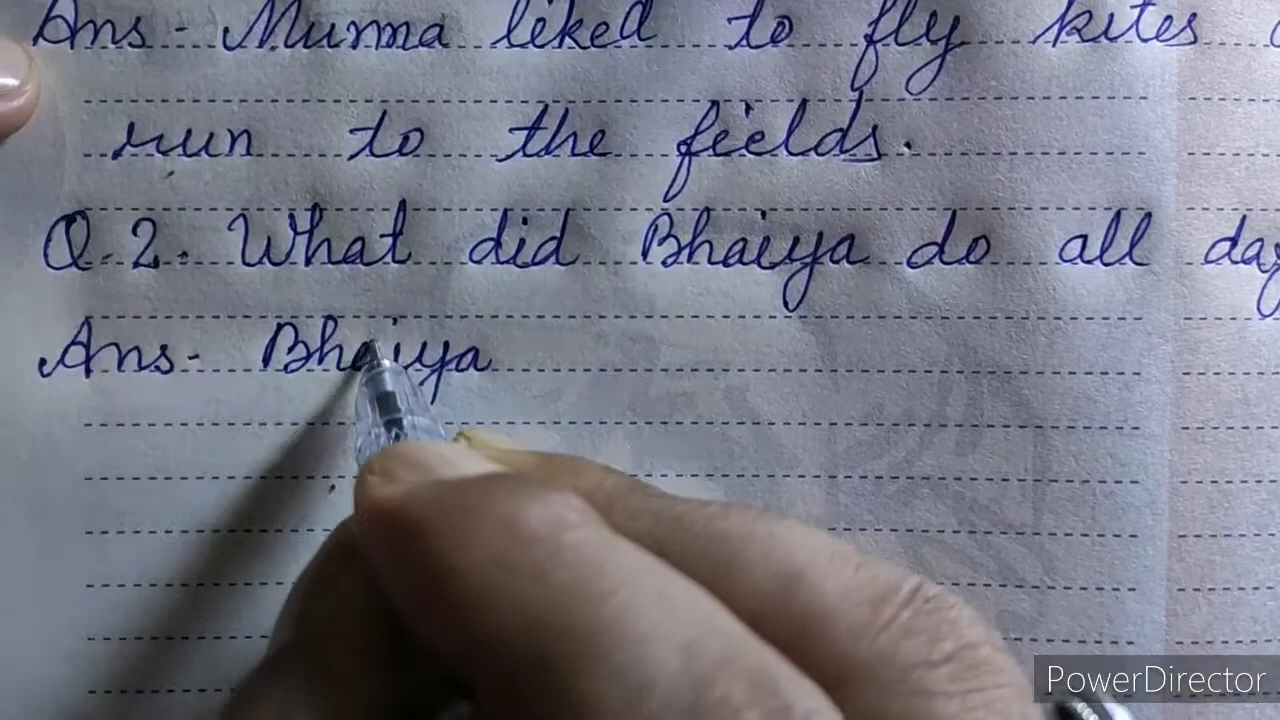 Ans - Munna liked to fly kites
run to the fields.
Q.2. What did Bhaiya do all day
Ans- Bhaiya
PowerDirector